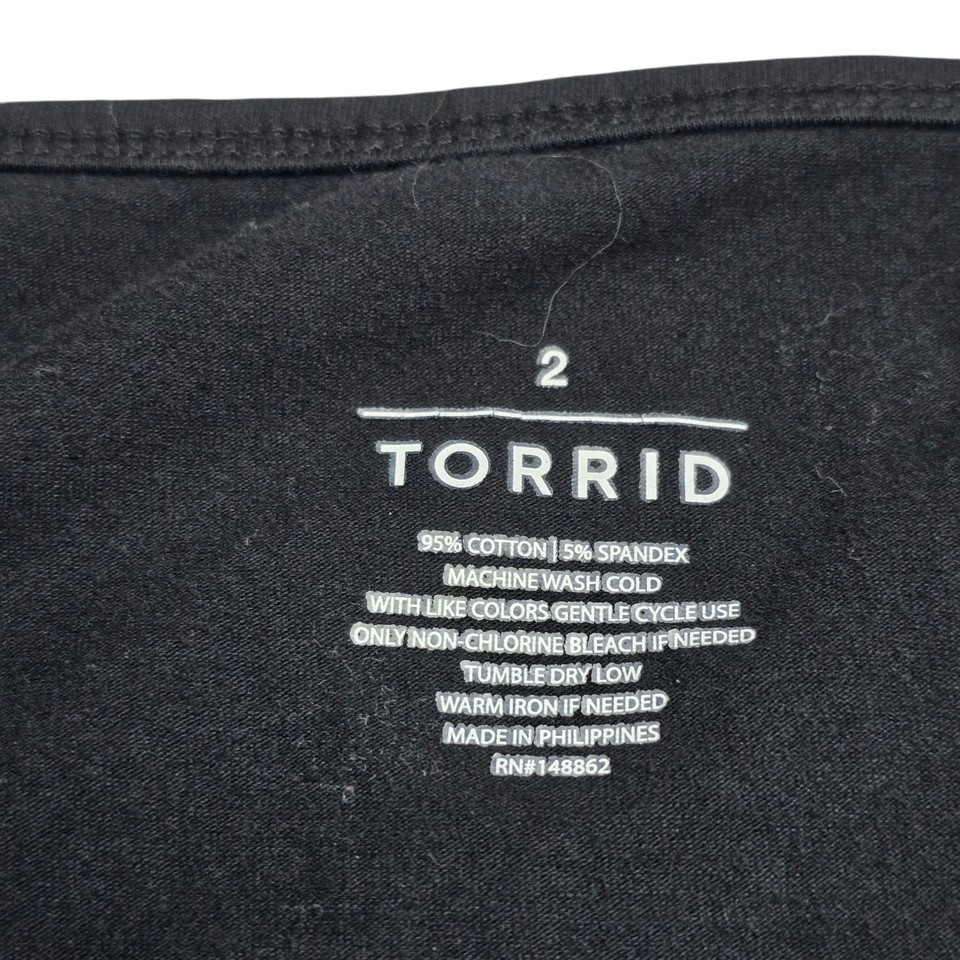 2
TORRID
95% COTTON | 5% SPANDEX
MACHINE WASH COLD
WITH LIKE COLORS GENTLE CYCLE USE
ONLY NON-CHLORINE BLEACH IF NEEDED
TUMBLE DRY LOW
WARM IRON IF NEEDED
MADE IN PHILIPPINES
RN#148862